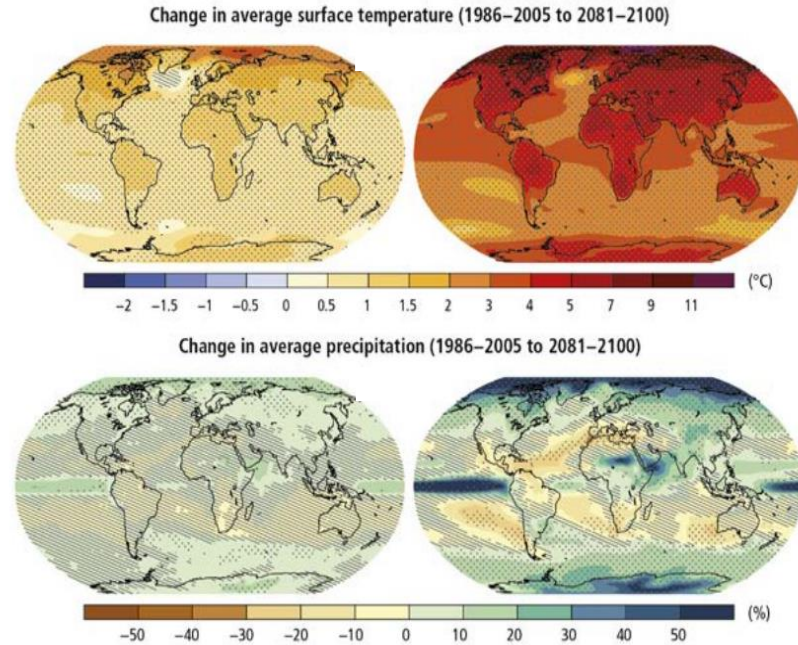 Change in average surface temperature (1986–2005 to 2081–2100)
−2 −1.5 −1 −0.5 0 0.5 1 1.5 2 3 4 5 7 9 11 (°C)
Change in average precipitation (1986–2005 to 2081–2100)
−50 −40 −30 −20 −10 0 10 20 30 40 50 (%)